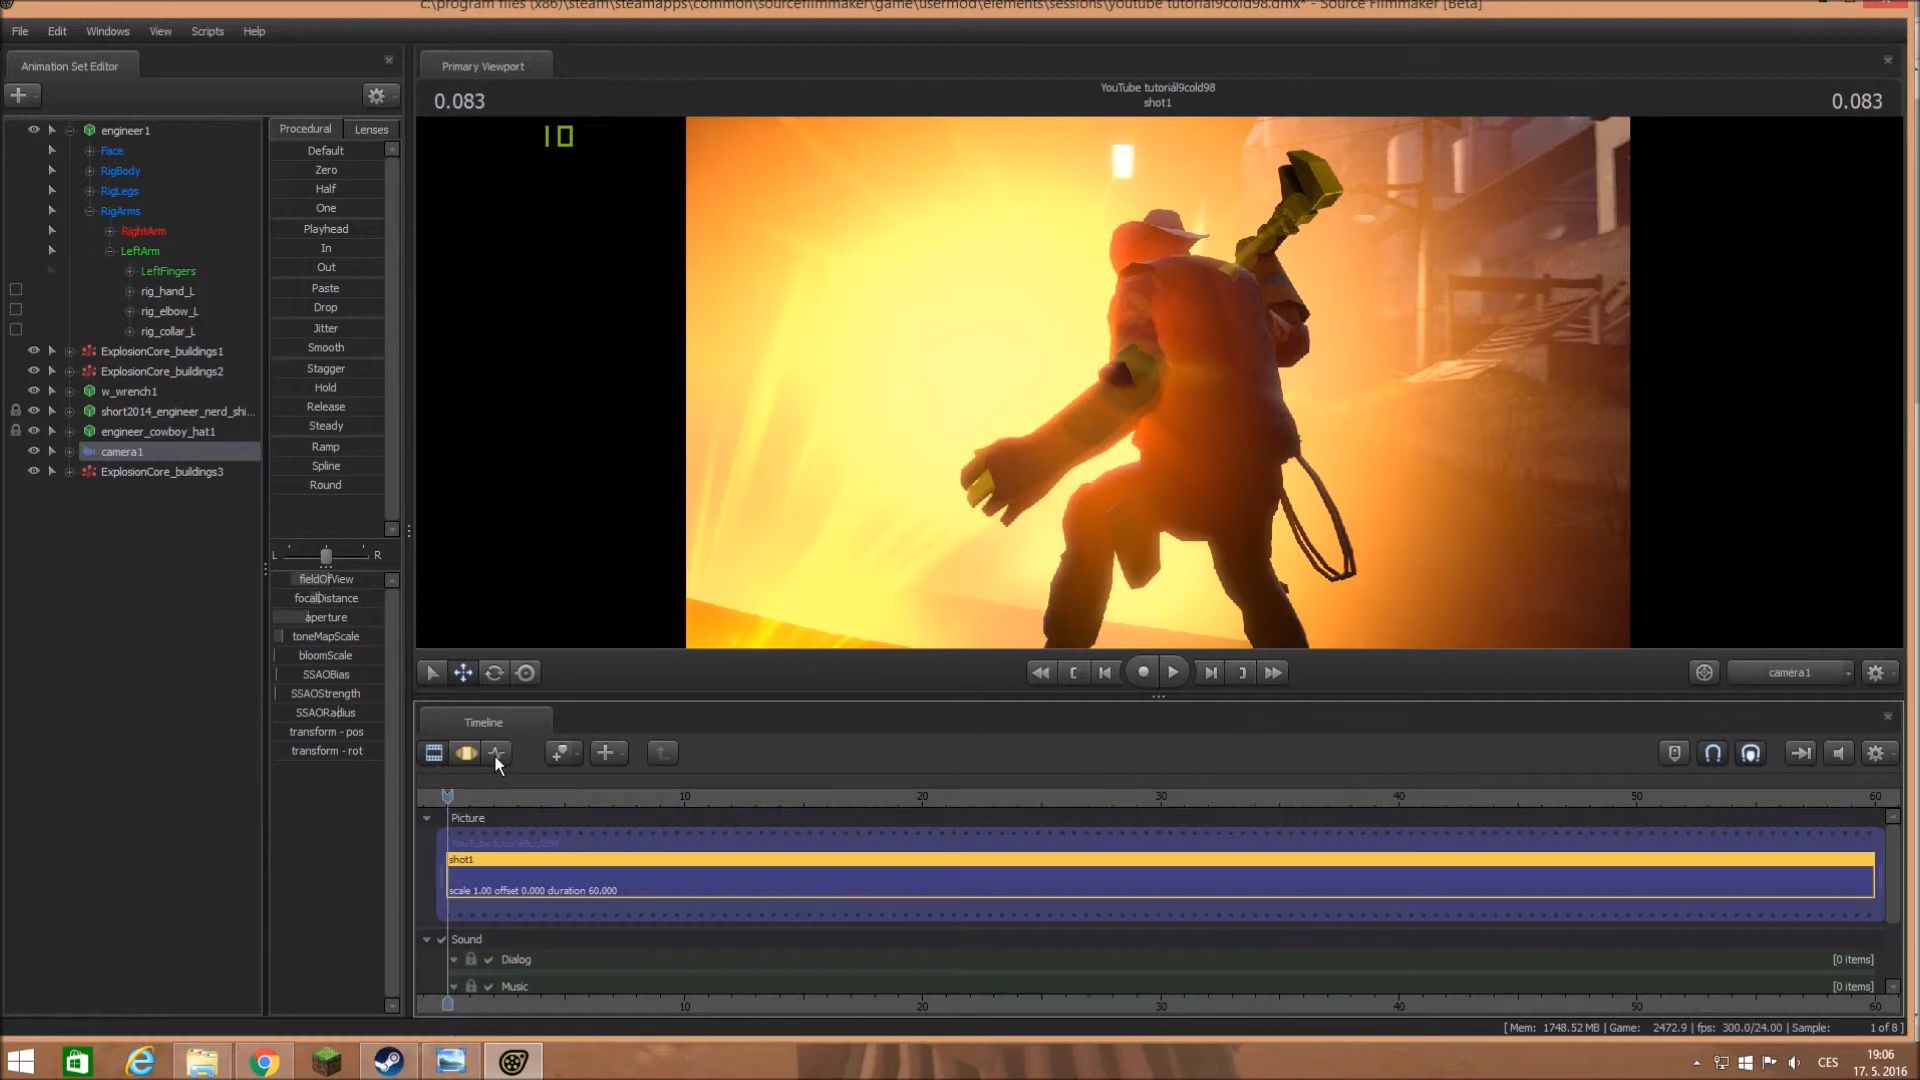 c:\program files (x86)\steam\steamapps\common\sourcefilmmaker\game\usermod\elements\sessions\youtube tutorial9cold98.dmx* - Source Filmmaker [Beta]
File Edit Windows View Scripts Help
Animation Set Editor
Primary Viewport
0.083
YouTube tutorial9cold98
shot1
0.083
10
engineer1
Face
RigBody
RigLegs
RigArms
RightArm
LeftArm
LeftFingers
rig_hand_L
rig_elbow_L
rig_collar_L
ExplosionCore_buildings1
ExplosionCore_buildings2
w_wrench1
short2014_engineer_nerd_shi...
engineer_cowboy_hat1
camera1
ExplosionCore_buildings3
Procedural Lenses
Default
Zero
Half
One
Playhead
In
Out
Paste
Drop
Jitter
Smooth
Stagger
Hold
Release
Steady
Ramp
Spline
Round
L R
fieldOfView
focalDistance
aperture
toneMapScale
bloomScale
SSAOBias
SSAOStrength
SSAORadius
transform - pos
transform - rot
camera1
Timeline
10 20 30 40 50 60
Picture
YouTube tutorial9cold98
shot1
scale 1.00 offset 0.000 duration 60.000
Sound
Dialog [0 items]
Music [0 items]
10 20 30 40 50 60
[ Mem: 1748.52 MB | Game: 2472.9 | fps: 300.0/24.00 | Sample: 1 of 8 ]
CES
19:06
17. 5. 2016